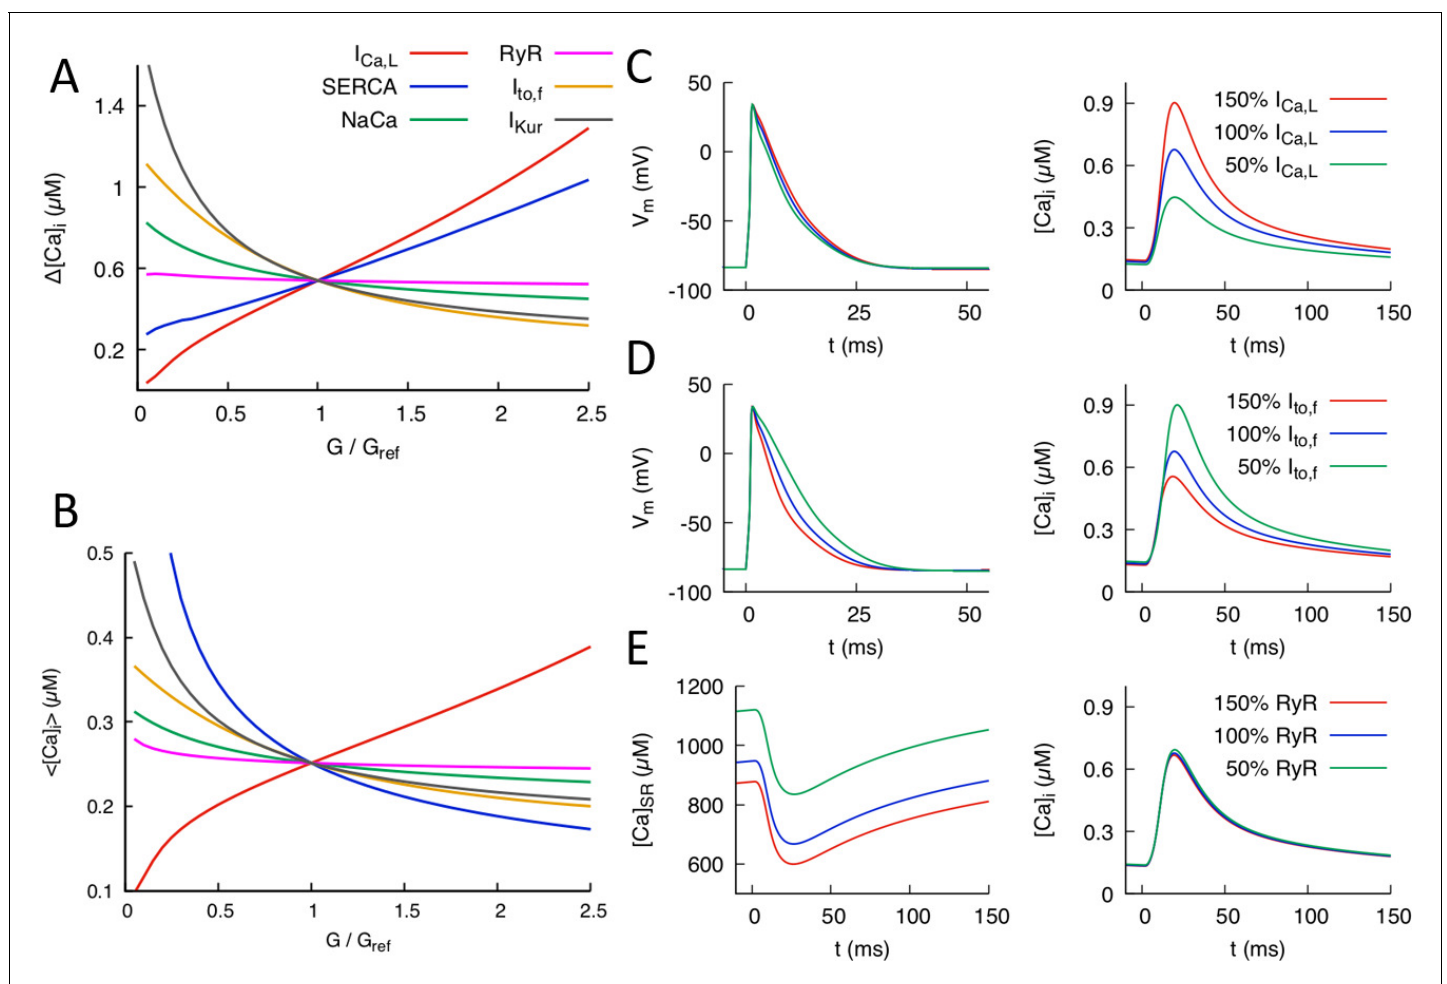 A
I_Ca,L RyR
SERCA I_to,f
NaCa I_Kur
1.4
1
0.6
0.2
Δ[Ca]i (μM)
0 0.5 1 1.5 2 2.5
G / G_ref
B
0.5
0.4
0.3
0.2
0.1
<[Ca]i> (μM)
0 0.5 1 1.5 2 2.5
G / G_ref
C
50
0
-50
-100
V_m (mV)
0 25 50
t (ms)
150% I_Ca,L
100% I_Ca,L
50% I_Ca,L
0.9
0.6
0.3
0
[Ca]i (μM)
0 50 100 150
t (ms)
D
50
0
-50
-100
V_m (mV)
0 25 50
t (ms)
150% I_to,f
100% I_to,f
50% I_to,f
0.9
0.6
0.3
0
[Ca]i (μM)
0 50 100 150
t (ms)
E
1200
1000
800
600
[Ca]_SR (μM)
0 50 100 150
t (ms)
150% RyR
100% RyR
50% RyR
0.9
0.6
0.3
0
[Ca]i (μM)
0 50 100 150
t (ms)